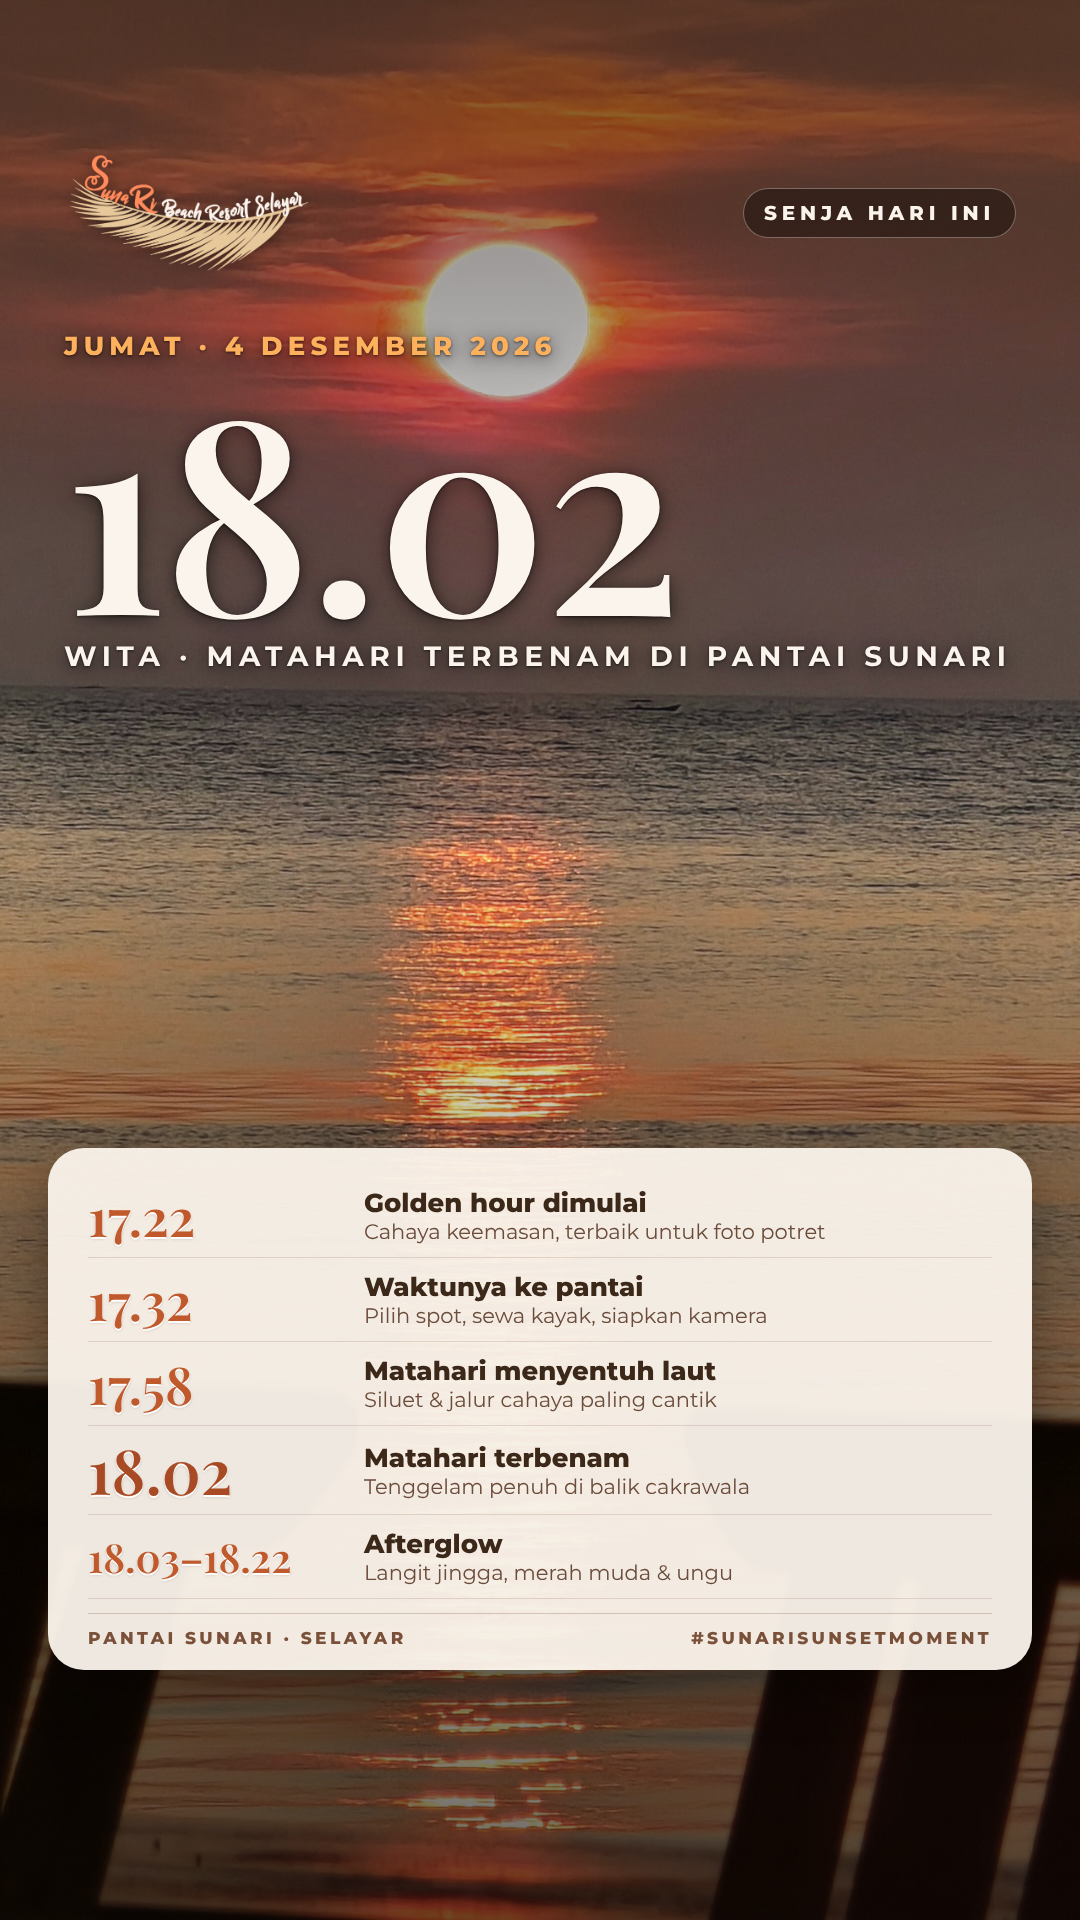 SunaRi Beach Resort Selayar
SENJA HARI INI
JUMAT · 4 DESEMBER 2026
18.02
WITA · MATAHARI TERBENAM DI PANTAI SUNARI
17.22
Golden hour dimulai
Cahaya keemasan, terbaik untuk foto potret
17.32
Waktunya ke pantai
Pilih spot, sewa kayak, siapkan kamera
17.58
Matahari menyentuh laut
Siluet & jalur cahaya paling cantik
18.02
Matahari terbenam
Tenggelam penuh di balik cakrawala
18.03–18.22
Afterglow
Langit jingga, merah muda & ungu
PANTAI SUNARI · SELAYAR
#SUNARISUNSETMOMENT